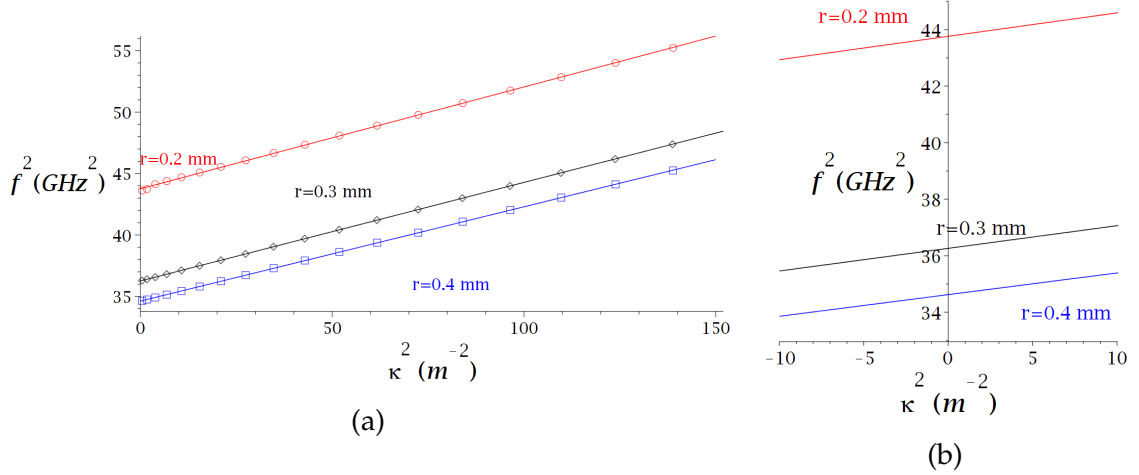 55
50
r=0.2 mm
45
f²(GHz²)
r=0.3 mm
40
r=0.4 mm
35
0 50 100 150
κ² (m⁻²)
(a)
r=0.2 mm
44
42
40
f²(GHz²)
38
r=0.3 mm
36
r=0.4 mm
34
-10 -5 0 5 10
κ² (m⁻²)
(b)